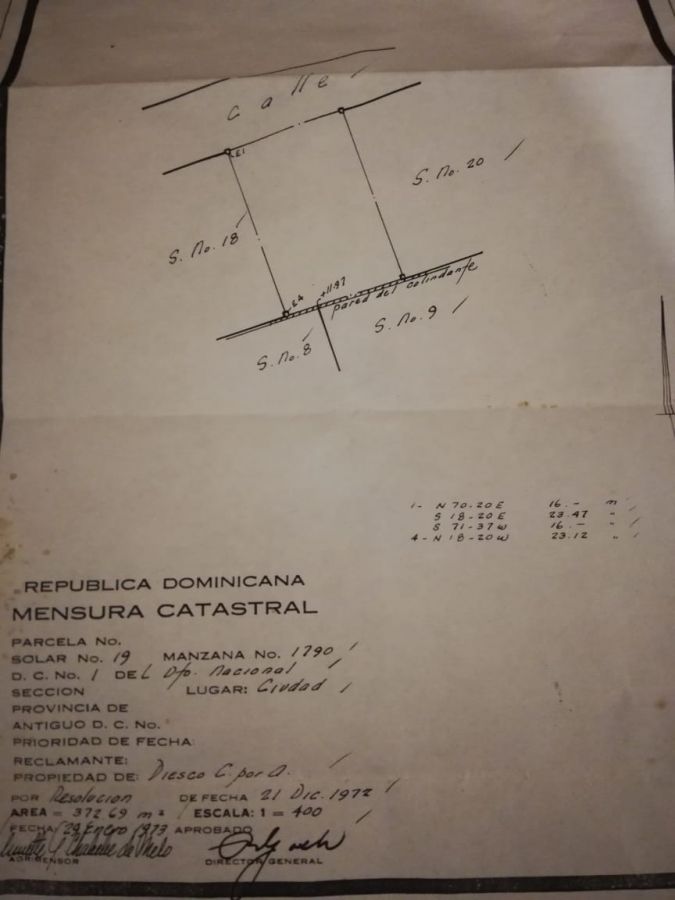 Calle
E1
S. No. 20
S. No. 18
E4
+11.97
pared del colindante
S. No. 9
S. No. 8
1- N 70-20 E 16.- m
S 18-20 E 23.47 "
S 71-37 W 16.- "
4- N 18-20 W 23.12 "
REPUBLICA DOMINICANA
MENSURA CATASTRAL
PARCELA No.
SOLAR No. 19 MANZANA No. 1790
D. C. No. 1 DEL Dto. Nacional
SECCION LUGAR: Ciudad
PROVINCIA DE
ANTIGUO D. C. No.
PRIORIDAD DE FECHA:
RECLAMANTE:
PROPIEDAD DE: Diesco C. por A.
POR Resolucion DE FECHA 21 Dic. 1972
AREA = 372.69 m² ESCALA: 1 = 400
FECHA 29 Enero 1973 APROBADO
AGRIMENSOR DIRECTOR GENERAL